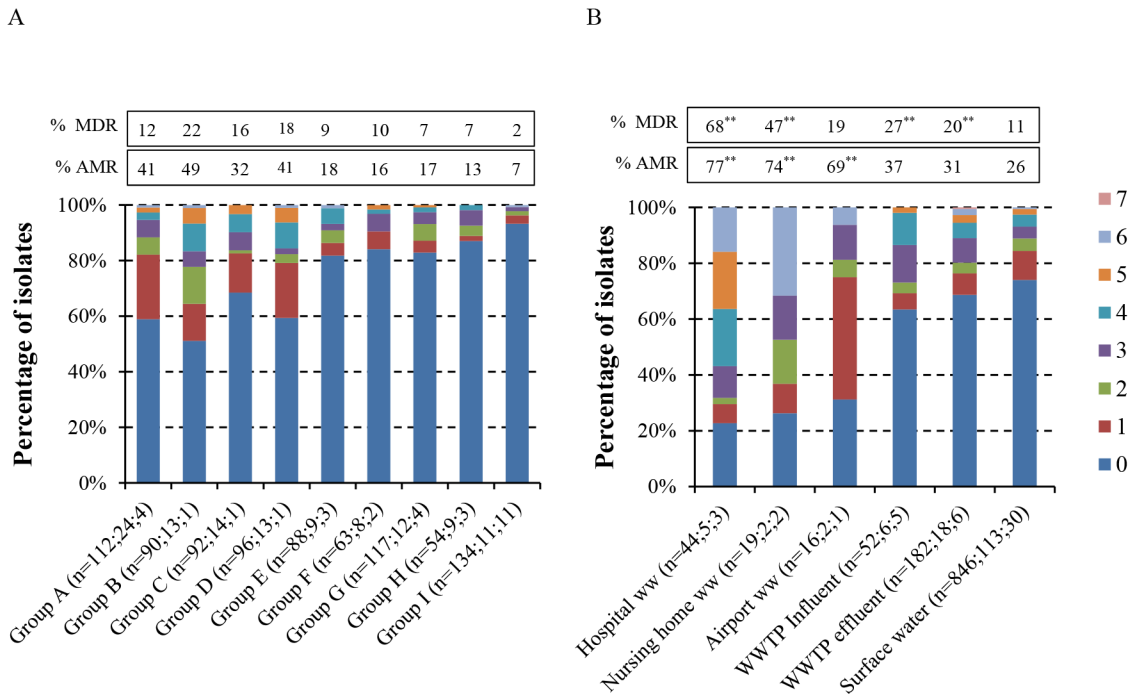 A
% MDR 12 22 16 18 9 10 7 7 2
% AMR 41 49 32 41 18 16 17 13 7
Percentage of isolates
100%
80%
60%
40%
20%
0%
Group A (n=112;24;4)
Group B (n=90;13;1)
Group C (n=92;14;1)
Group D (n=96;13;1)
Group E (n=88;9;3)
Group F (n=63;8;2)
Group G (n=117;12;4)
Group H (n=54;9;3)
Group I (n=134;11;11)
B
% MDR 68** 47** 19 27** 20** 11
% AMR 77** 74** 69** 37 31 26
Percentage of isolates
100%
80%
60%
40%
20%
0%
Hospital ww (n=44;5;3)
Nursing home ww (n=19;2;2)
Airport ww (n=16;2;1)
WWTP Influent (n=52;6;5)
WWTP effluent (n=182;18;6)
Surface water (n=846;113;30)
7
6
5
4
3
2
1
0